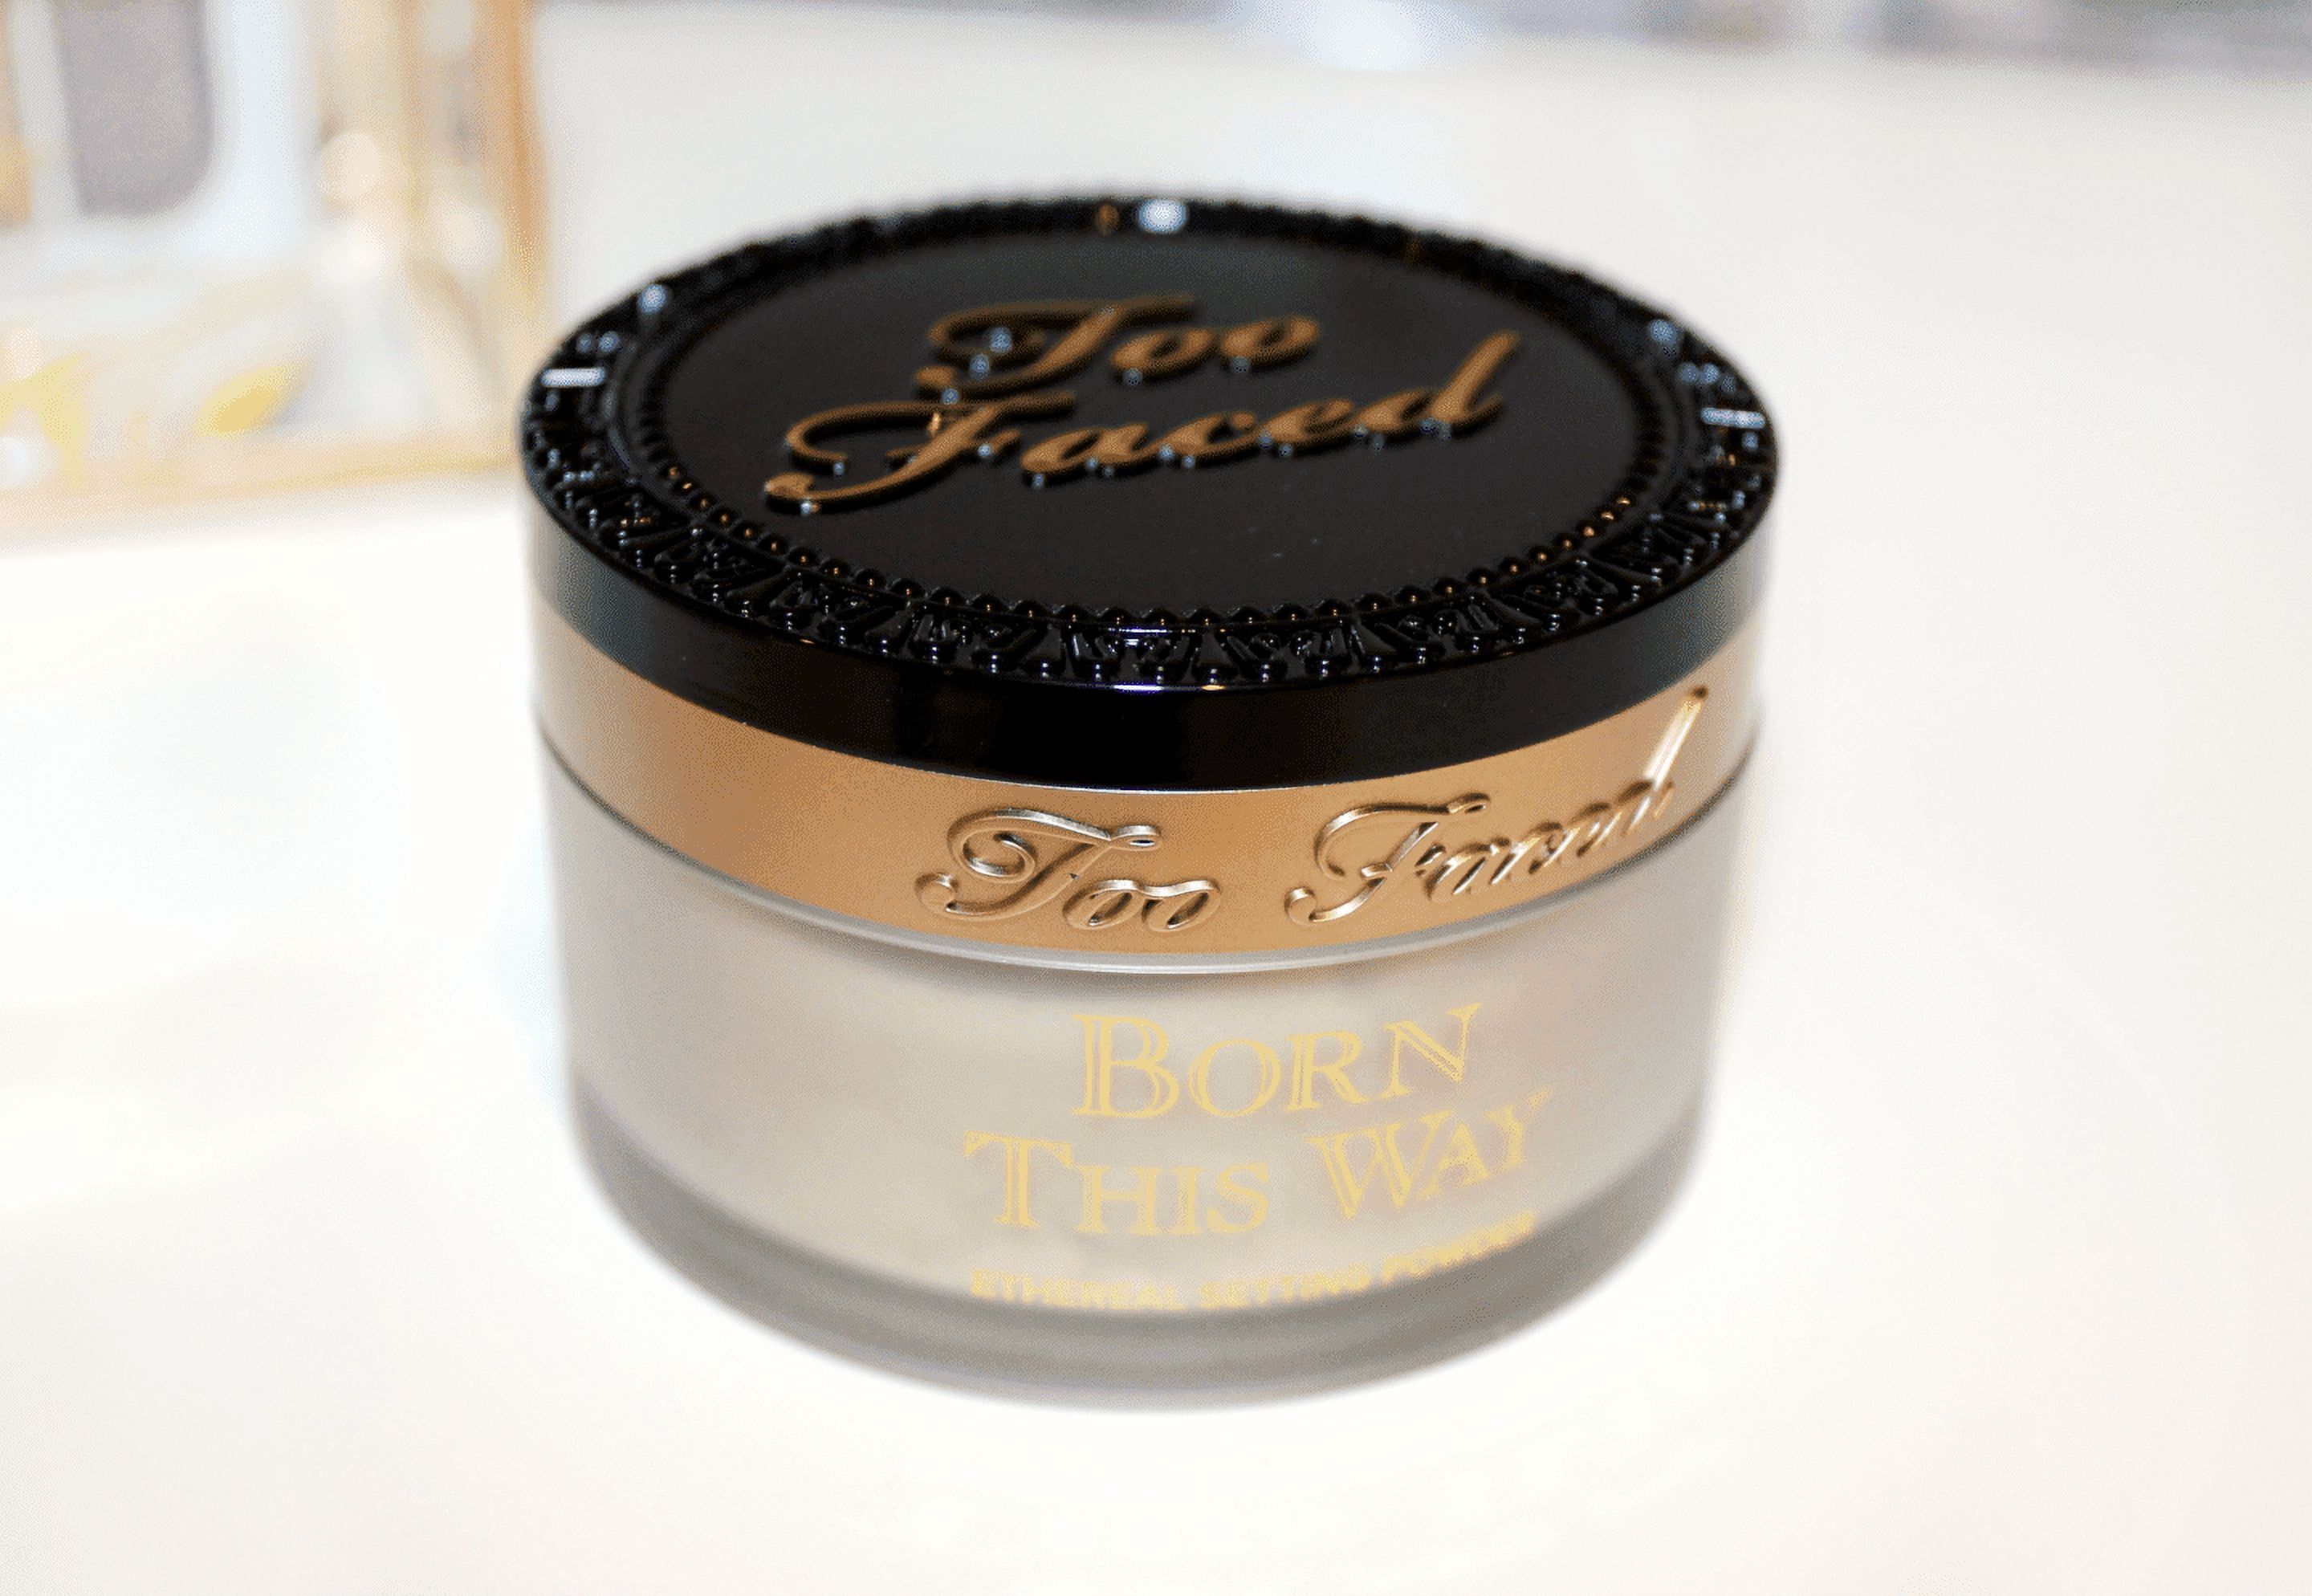 Too
Faced
Too Faced
BORN
THIS WAY
ETHEREAL SETTING POWDER